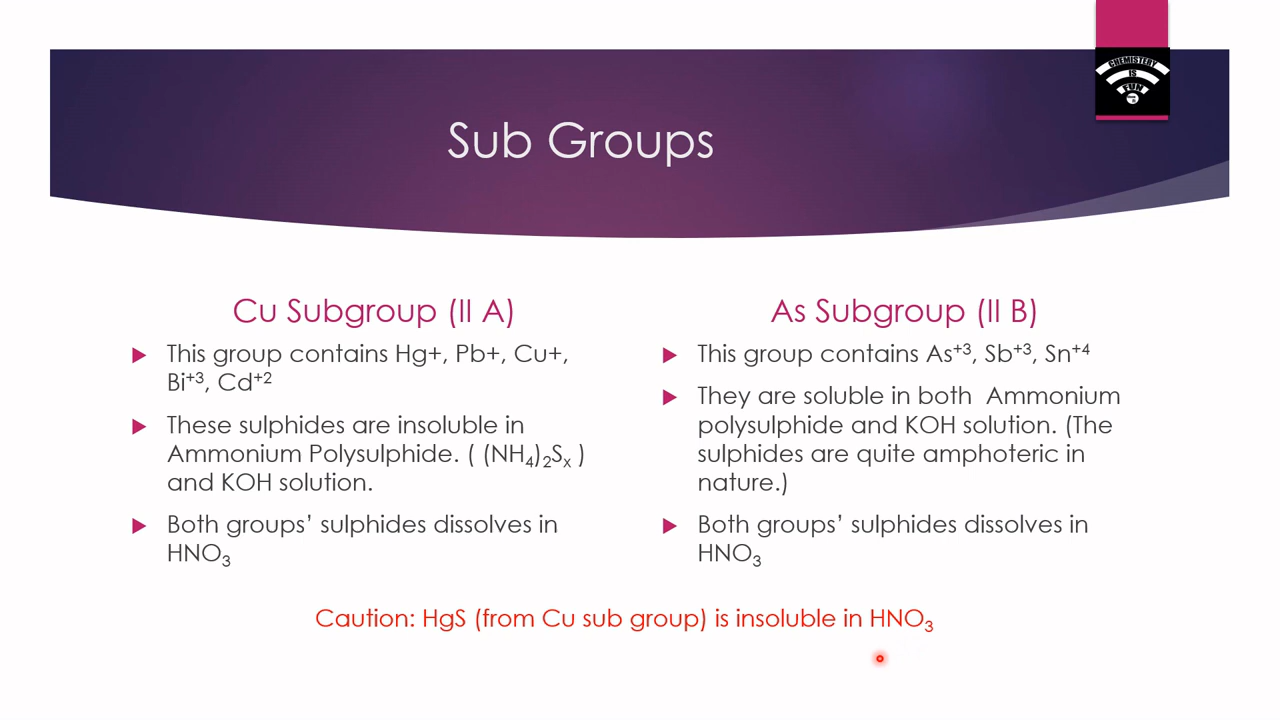 CHEMISTERY
IS
FUN
Sub Groups
Cu Subgroup (II A)
This group contains Hg+, Pb+, Cu+,
Bi⁺³, Cd⁺²
These sulphides are insoluble in
Ammonium Polysulphide. ( (NH₄)₂Sₓ )
and KOH solution.
Both groups’ sulphides dissolves in
HNO₃
As Subgroup (II B)
This group contains As⁺³, Sb⁺³, Sn⁺⁴
They are soluble in both Ammonium
polysulphide and KOH solution. (The
sulphides are quite amphoteric in
nature.)
Both groups’ sulphides dissolves in
HNO₃
Caution: HgS (from Cu sub group) is insoluble in HNO₃